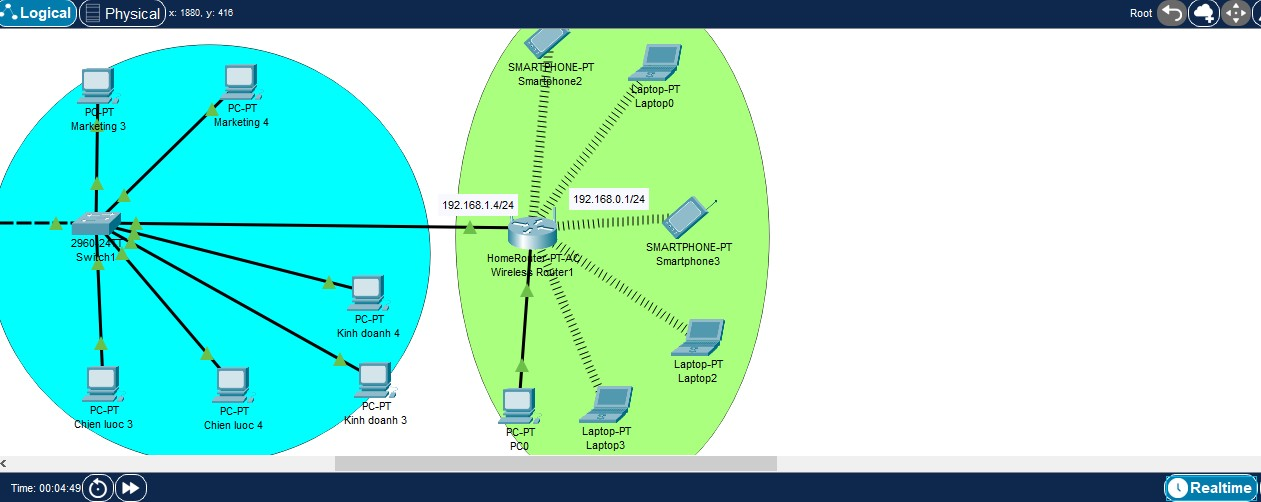 Logical
Physical
x: 1880, y: 416
Root
SMARTPHONE-PT
Smartphone2
Laptop-PT
Laptop0
PC-PT
Marketing 3
PC-PT
Marketing 4
192.168.1.4/24
192.168.0.1/24
2960-24TT
Switch1
HomeRouter-PT-AC
Wireless Router1
SMARTPHONE-PT
Smartphone3
PC-PT
Kinh doanh 4
Laptop-PT
Laptop2
PC-PT
Chien luoc 3
PC-PT
Chien luoc 4
PC-PT
Kinh doanh 3
PC-PT
PC0
Laptop-PT
Laptop3
Time: 00:04:49
Realtime